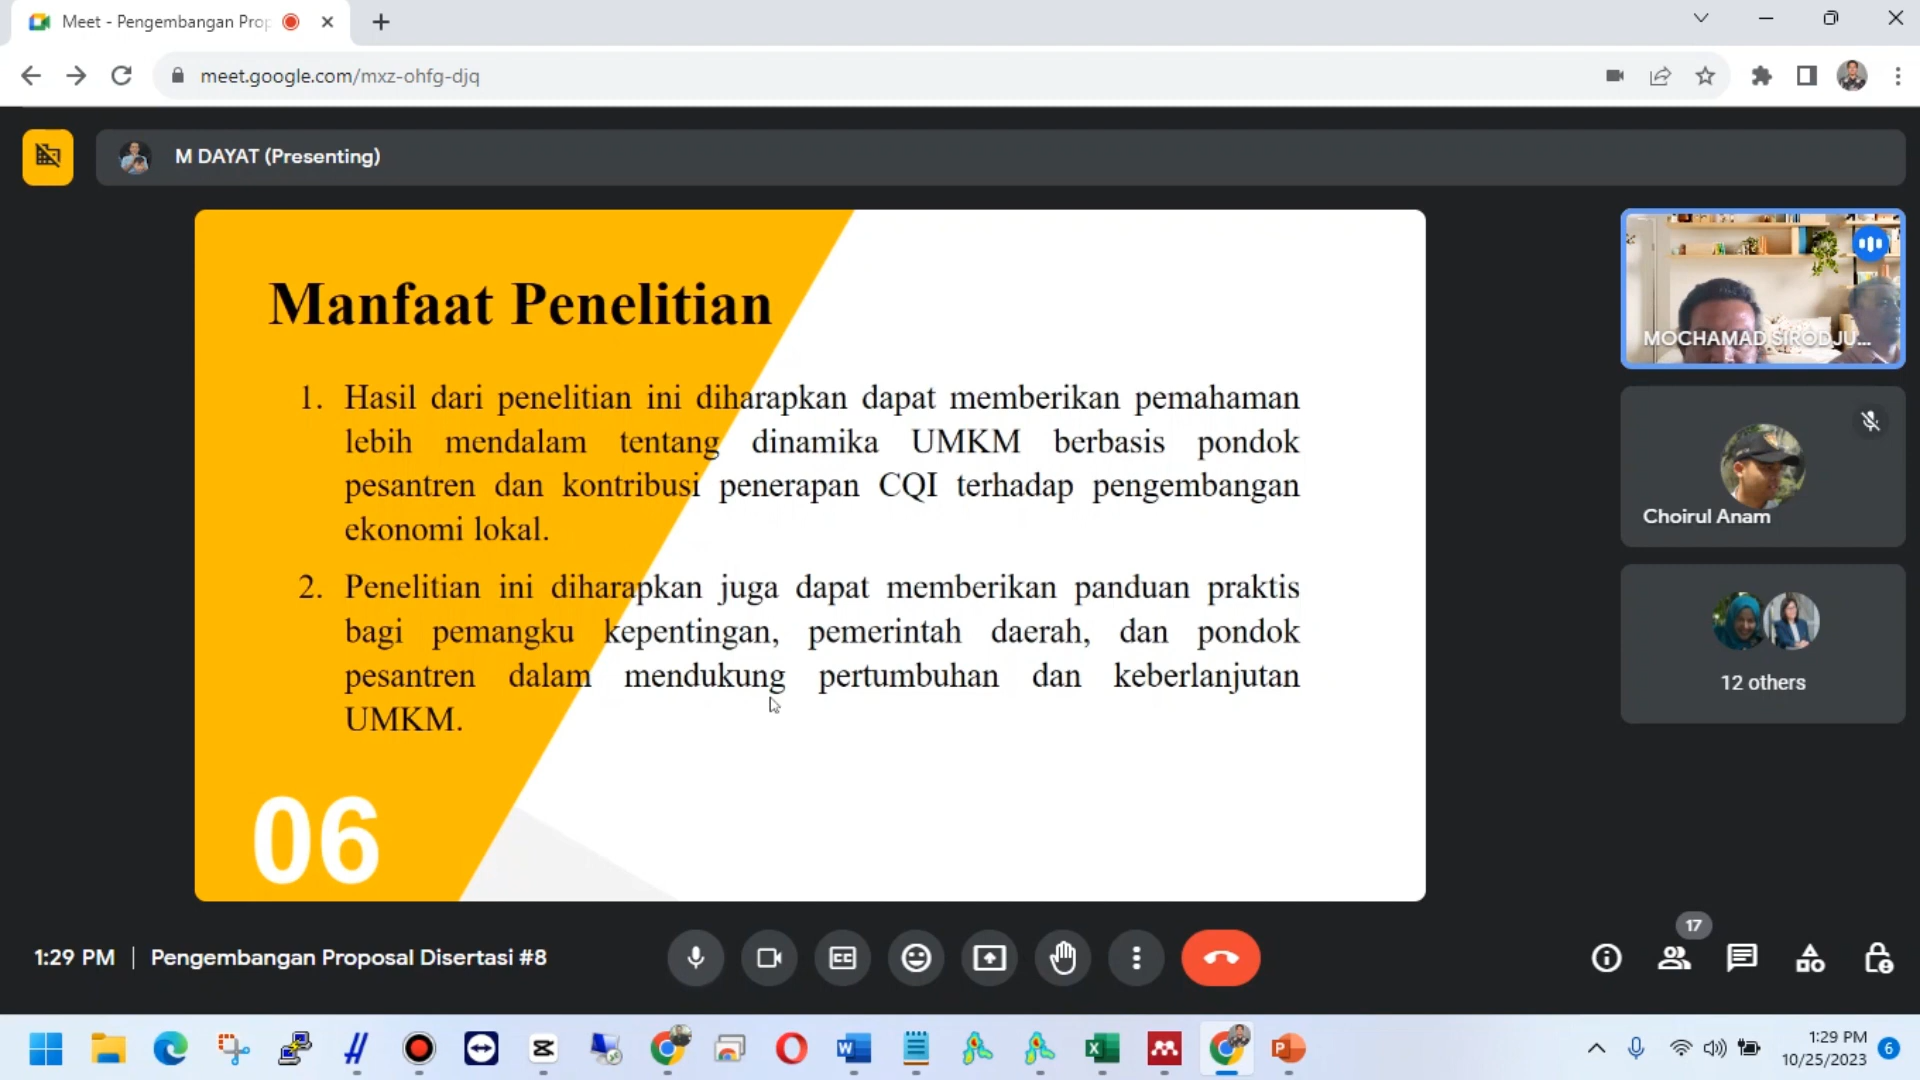 Meet - Pengembangan Prop
meet.google.com/mxz-ohfg-djq
M DAYAT (Presenting)
Manfaat Penelitian
1. Hasil dari penelitian ini diharapkan dapat memberikan pemahaman
lebih mendalam tentang dinamika UMKM berbasis pondok
pesantren dan kontribusi penerapan CQI terhadap pengembangan
ekonomi lokal.
2. Penelitian ini diharapkan juga dapat memberikan panduan praktis
bagi pemangku kepentingan, pemerintah daerah, dan pondok
pesantren dalam mendukung pertumbuhan dan keberlanjutan
UMKM.
06
MOCHAMAD SIRODJU...
Choirul Anam
12 others
1:29 PM | Pengembangan Proposal Disertasi #8
CC
17
1:29 PM
10/25/2023
6